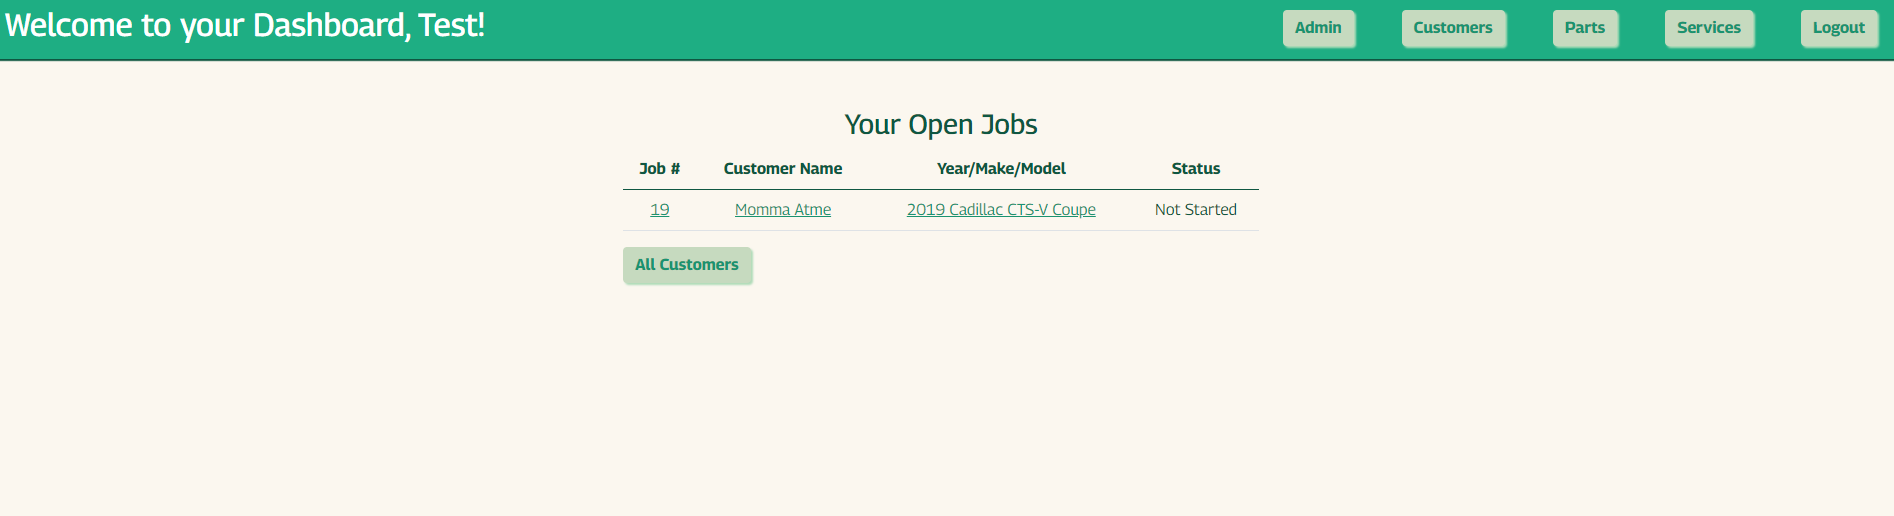 Welcome to your Dashboard, Test!
Admin Customers Parts Services Logout
Your Open Jobs
Job # Customer Name Year/Make/Model Status
19 Momma Atme 2019 Cadillac CTS-V Coupe Not Started
All Customers